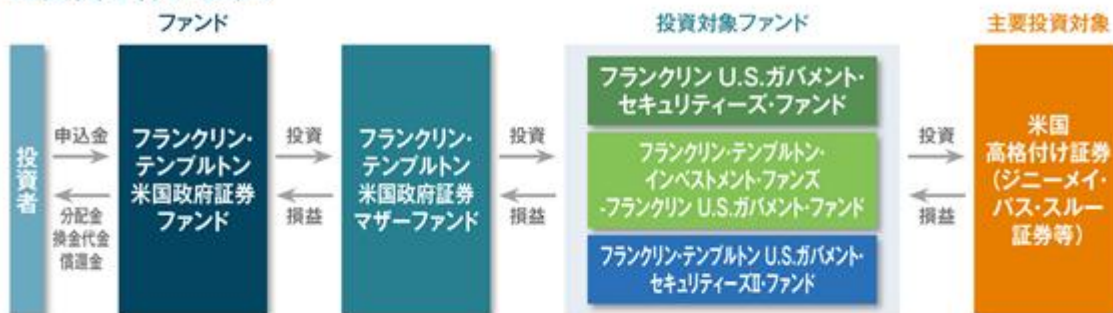 ファンド
投資対象ファンド
主要投資対象
投資者
申込金
分配金
換金代金
償還金
フランクリン・
テンプルトン
米国政府証券
ファンド
投資
損益
フランクリン・
テンプルトン
米国政府証券
マザーファンド
投資
損益
フランクリン U.S.ガバメント・
セキュリティーズ・ファンド
フランクリン・テンプルトン・
インベストメント・ファンズ
-フランクリン U.S.ガバメント・ファンド
フランクリン・テンプルトン U.S.ガバメント・
セキュリティーズII・ファンド
投資
損益
米国
高格付け証券
(ジニーメイ・
パス・スルー
証券等)